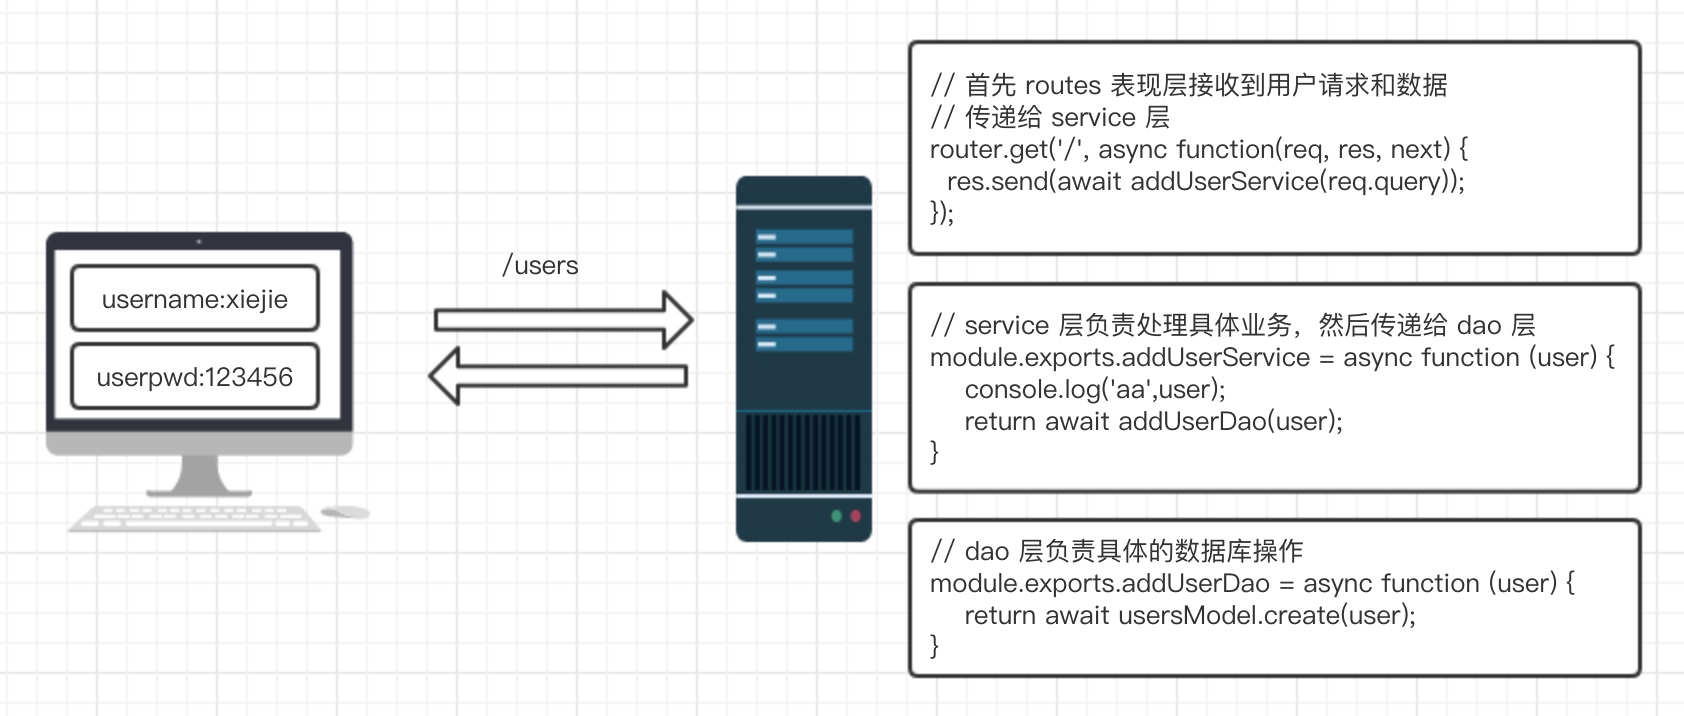 username:xiejie
userpwd:123456
/users
// 首先 routes 表现层接收到用户请求和数据
// 传递给 service 层
router.get('/', async function(req, res, next) {
  res.send(await addUserService(req.query));
});
// service 层负责处理具体业务，然后传递给 dao 层
module.exports.addUserService = async function (user) {
    console.log('aa',user);
    return await addUserDao(user);
}
// dao 层负责具体的数据库操作
module.exports.addUserDao = async function (user) {
    return await usersModel.create(user);
}